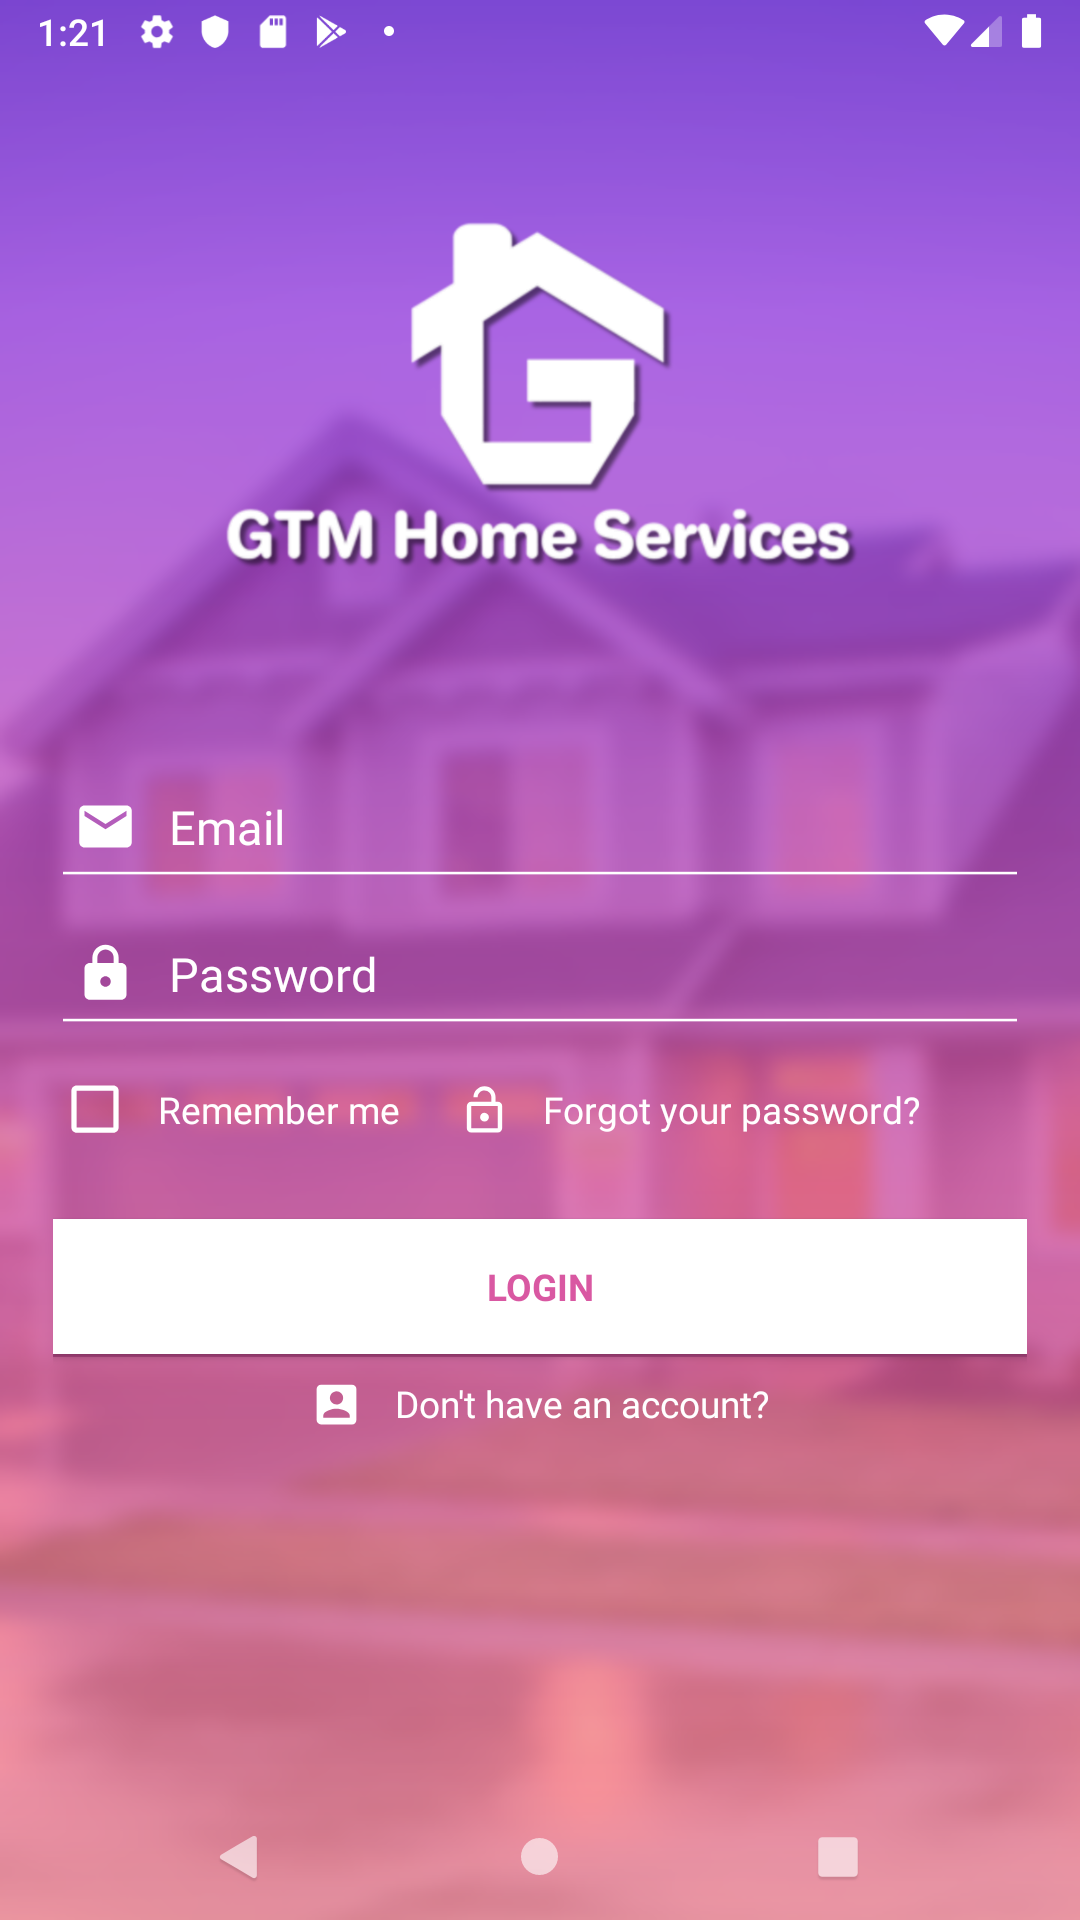 1:21
GTM Home Services
Email
Password
Remember me
Forgot your password?
LOGIN
Don't have an account?